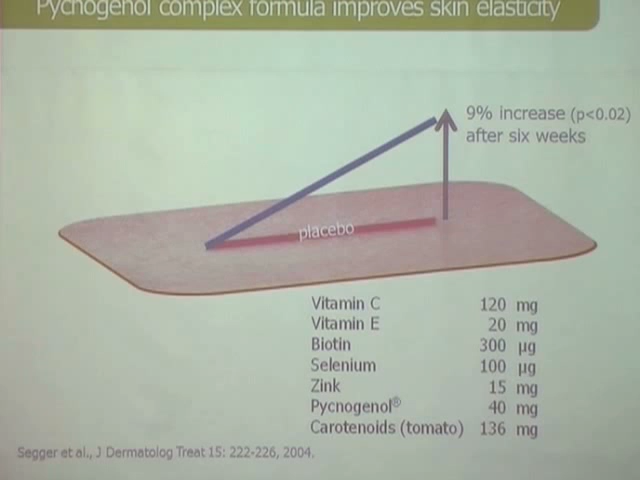 Pycnogenol complex formula improves skin elasticity
9% increase (p<0.02)
after six weeks
placebo
Vitamin C 120 mg
Vitamin E 20 mg
Biotin 300 µg
Selenium 100 µg
Zink 15 mg
Pycnogenol® 40 mg
Carotenoids (tomato) 136 mg
Segger et al., J Dermatolog Treat 15: 222-226, 2004.